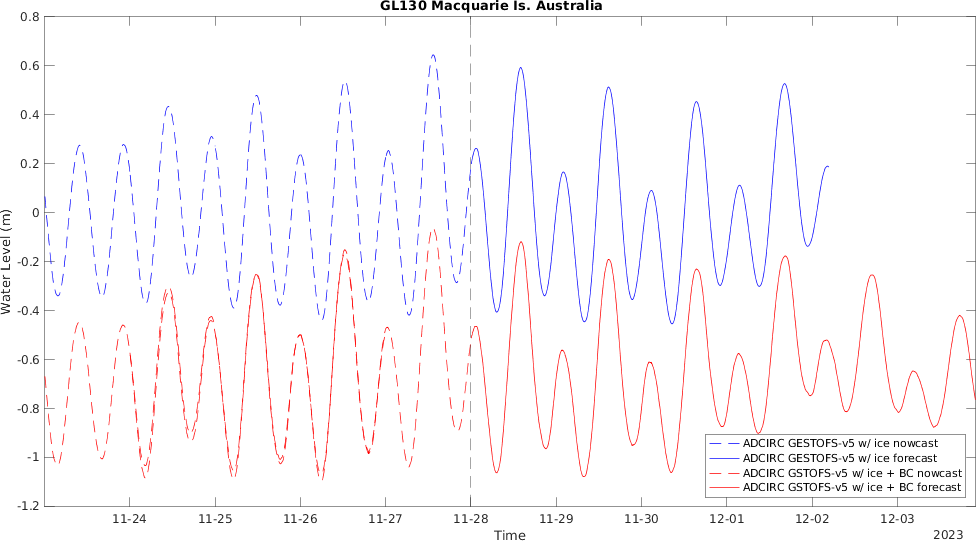 GL130 Macquarie Is. Australia
0.8
0.6
0.4
0.2
0
-0.2
-0.4
-0.6
-0.8
-1
-1.2
Water Level (m)
ADCIRC GESTOFS-v5 w/ ice nowcast
ADCIRC GESTOFS-v5 w/ ice forecast
ADCIRC GSTOFS-v5 w/ ice + BC nowcast
ADCIRC GSTOFS-v5 w/ ice + BC forecast
11-24 11-25 11-26 11-27 11-28 11-29 11-30 12-01 12-02 12-03
Time
2023